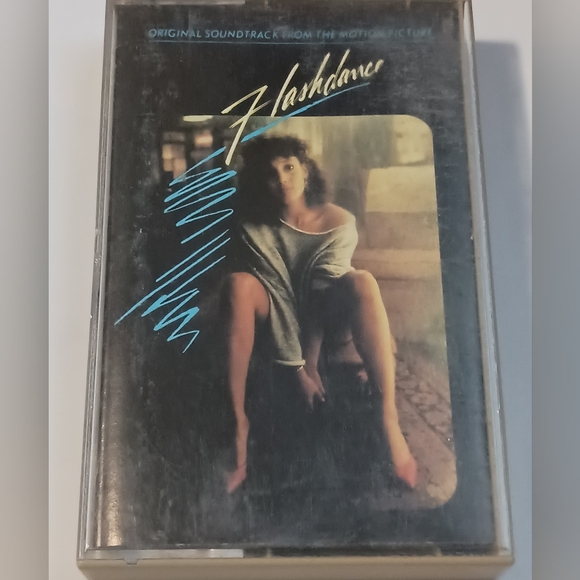 ORIGINAL SOUNDTRACK FROM THE MOTION PICTURE
Flashdance